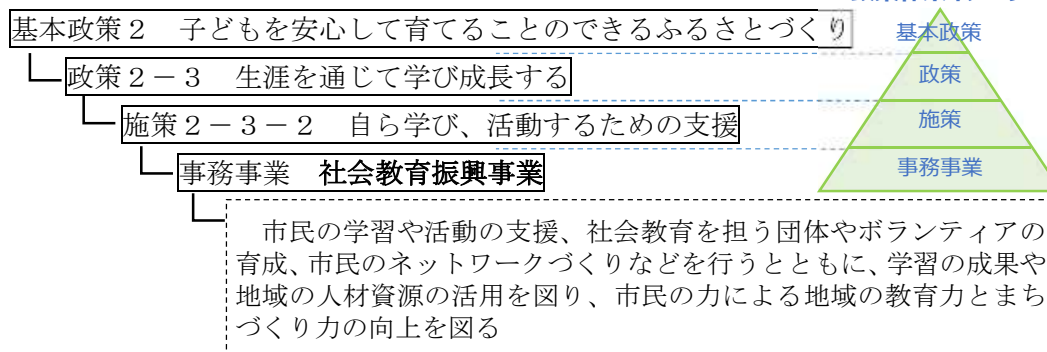 基本政策2 子どもを安心して育てることのできるふるさとづくり
政策2-3 生涯を通じて学び成長する
施策2-3-2 自ら学び、活動するための支援
事務事業 社会教育振興事業
市民の学習や活動の支援、社会教育を担う団体やボランティアの
育成、市民のネットワークづくりなどを行うとともに、学習の成果や
地域の人材資源の活用を図り、市民の力による地域の教育力とまち
づくり力の向上を図る
基本政策
政策
施策
事務事業